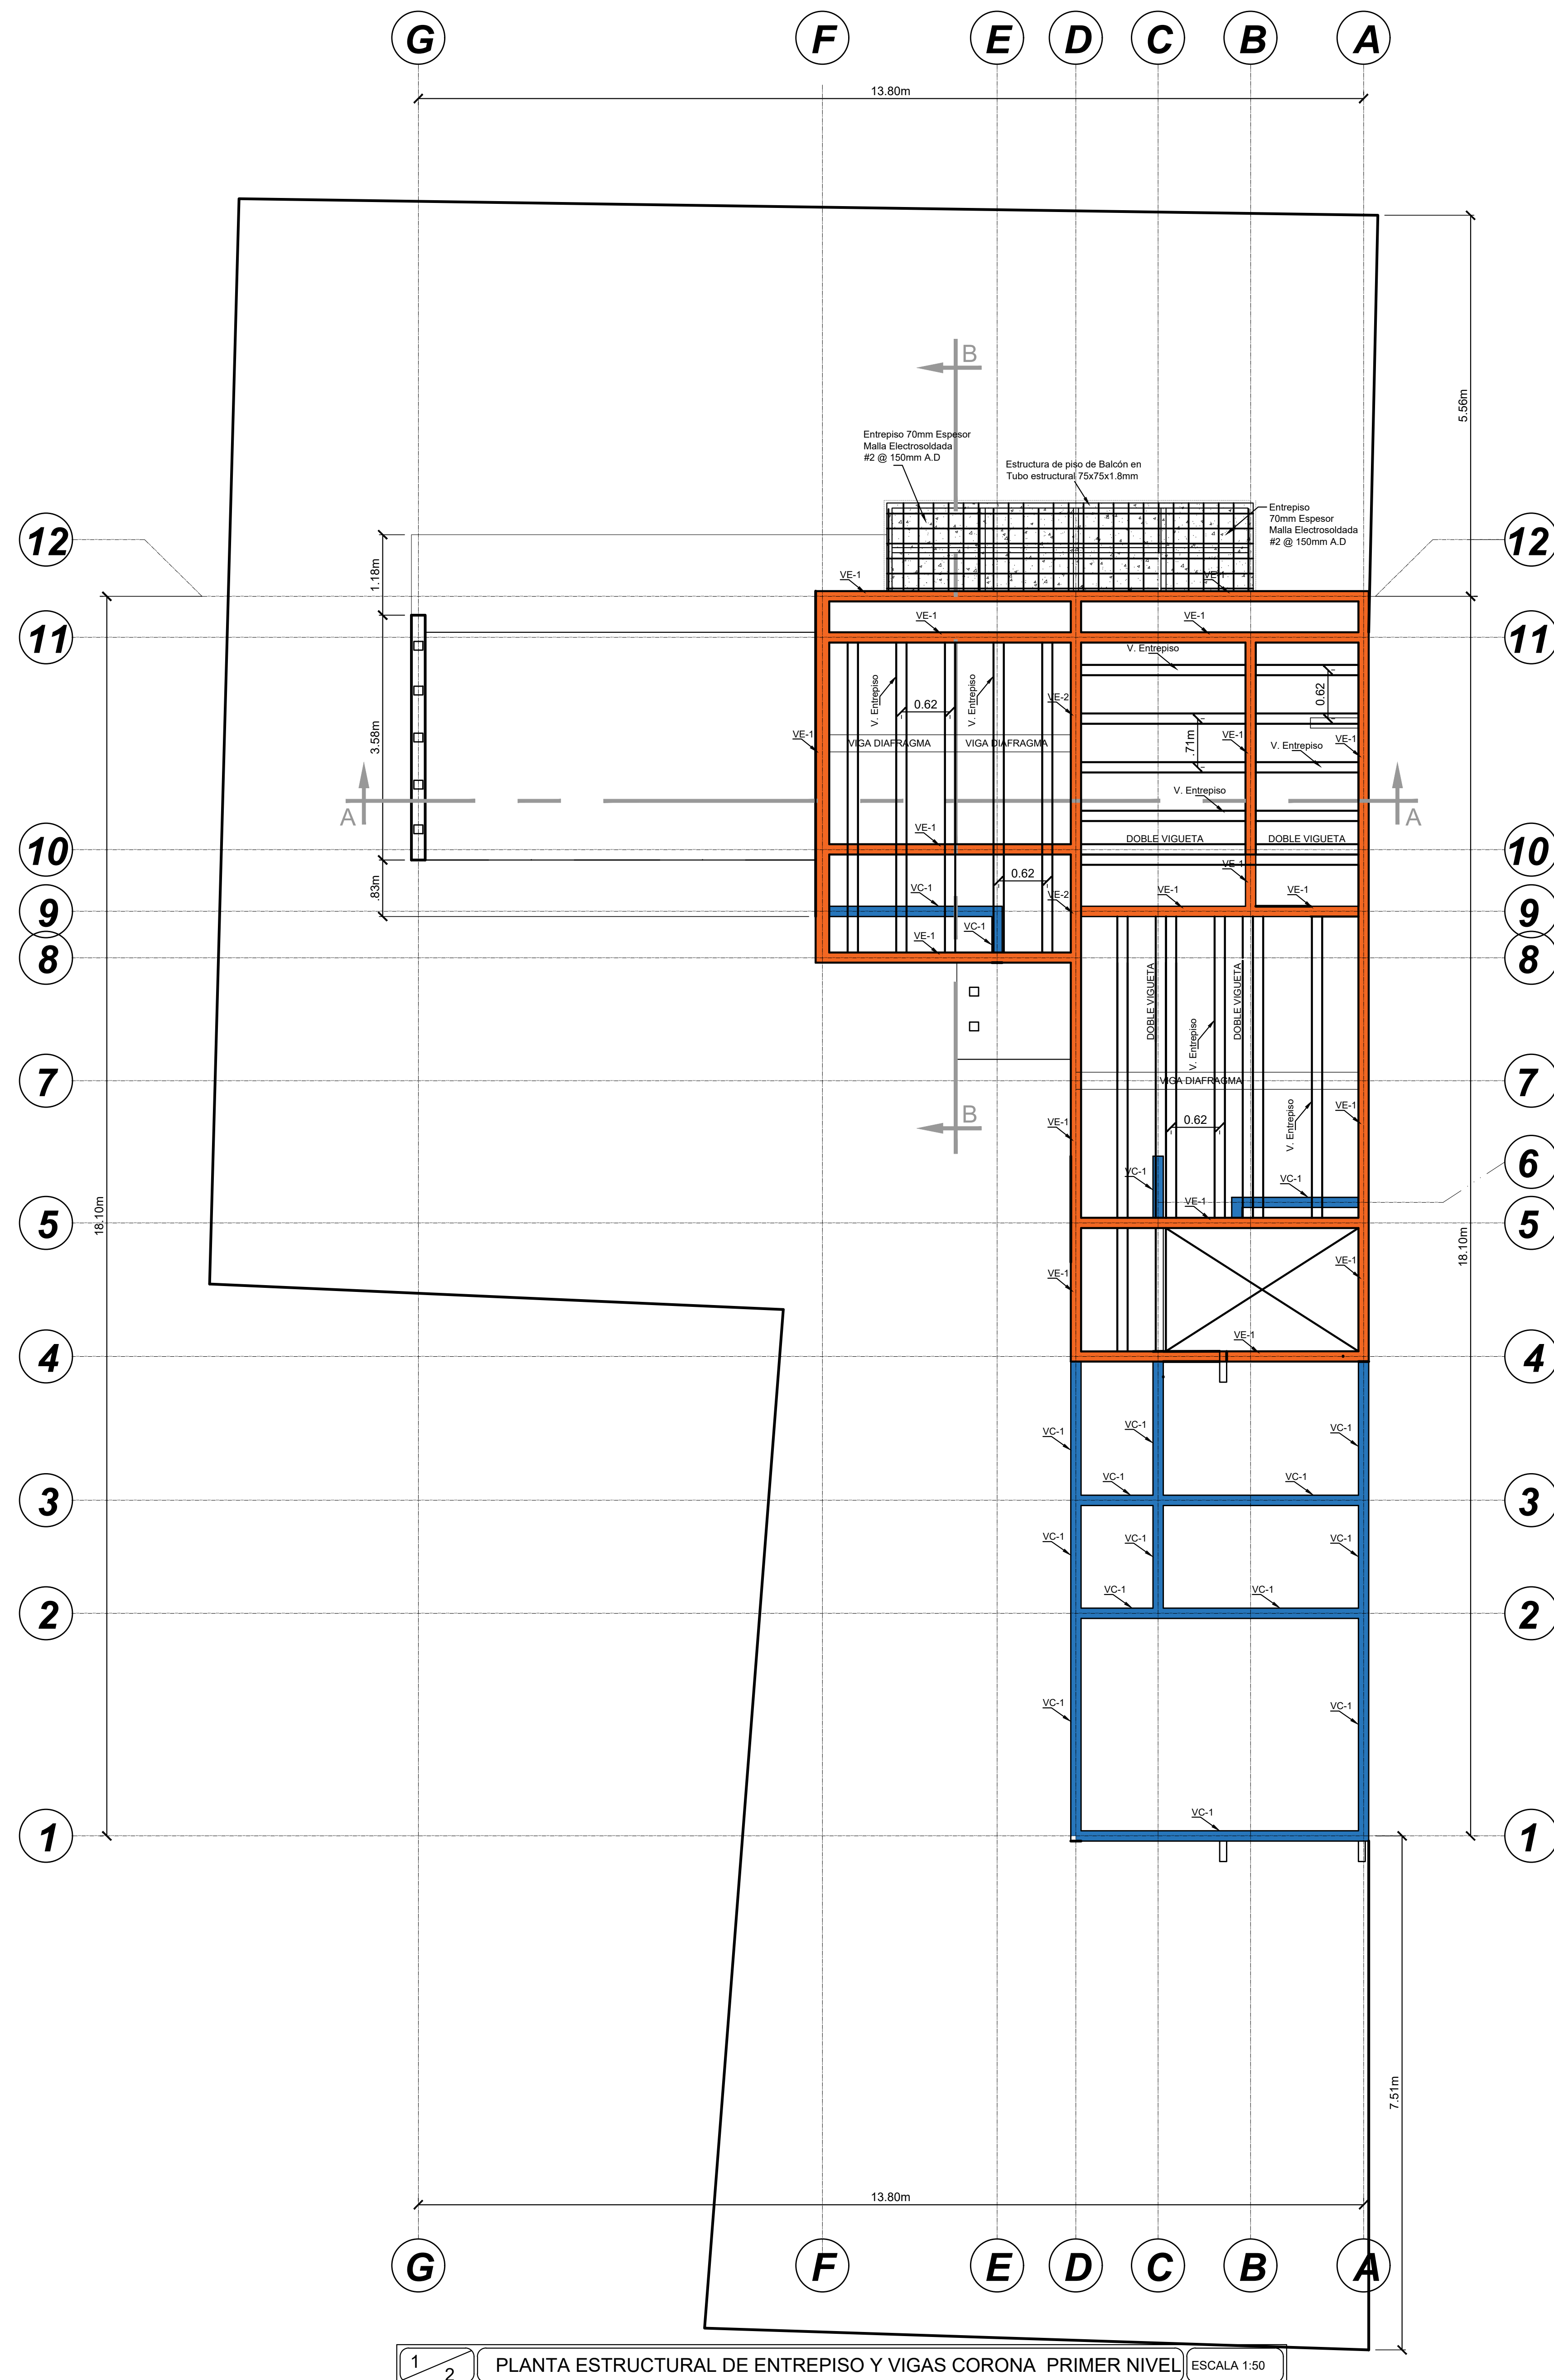 G F E D C B A
13.80m
5.56m
B
Entrepiso 70mm Espesor
Malla Electrosoldada
#2 @ 150mm A.D
Estructura de piso de Balcón en
Tubo estructural 75x75x1.8mm
Entrepiso
70mm Espesor
Malla Electrosoldada
#2 @ 150mm A.D
12 12
1.18m
VE-1 VE-1
11 11
VE-1 VE-1
V. Entrepiso
V. Entrepiso V. Entrepiso
0.62
0.62
VE-2
3.58m
VE-1 VIGA DIAFRAGMA VIGA DIAFRAGMA
.71m
VE-1 VE-1
V. Entrepiso
V. Entrepiso
A A
VE-1
DOBLE VIGUETA DOBLE VIGUETA
10 10
.83m
0.62
VE-1
VC-1 VE-2 VE-1 VE-1
9 9
VE-1 VC-1
8 8
DOBLE VIGUETA DOBLE VIGUETA
V. Entrepiso
7 7
VIGA DIAFRAGMA
VE-1
V. Entrepiso
B
0.62
VE-1
6
VC-1 VC-1
18.10m
VE-1
5 5
18.10m
VE-1 VE-1
VE-1
4 4
VC-1 VC-1 VC-1
VC-1 VC-1
3 3
VC-1 VC-1 VC-1
VC-1 VC-1
2 2
VC-1 VC-1
VC-1
1 1
7.51m
13.80m
G F E D C B A
1
2
PLANTA ESTRUCTURAL DE ENTREPISO Y VIGAS CORONA PRIMER NIVEL
ESCALA 1:50